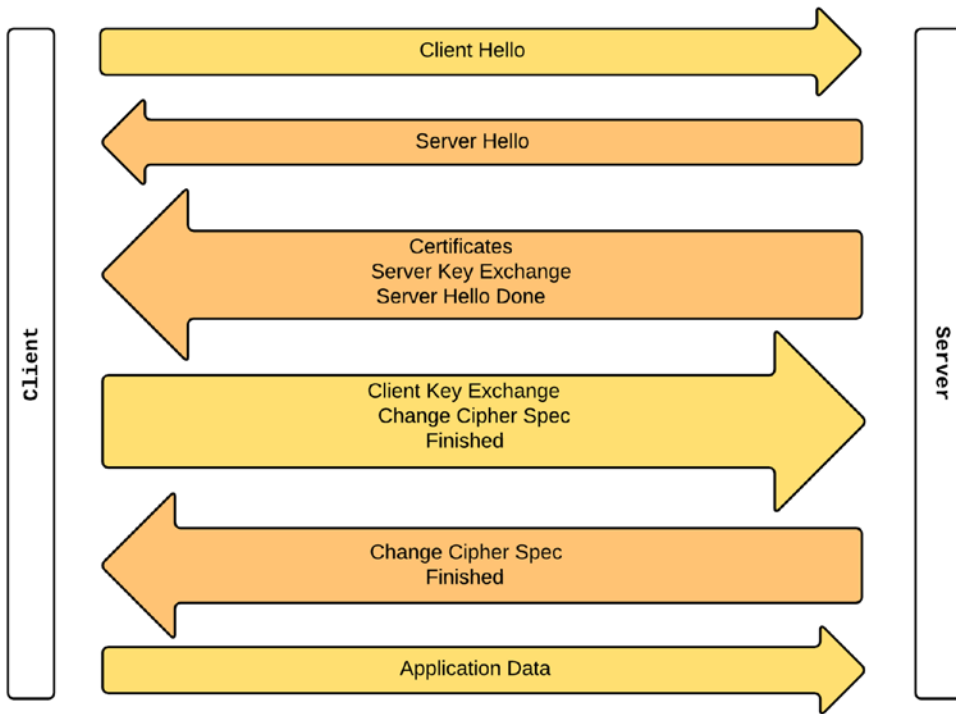 Client Hello
Server Hello
Certificates
Server Key Exchange
Server Hello Done
Client
Server
Client Key Exchange
Change Cipher Spec
Finished
Change Cipher Spec
Finished
Application Data